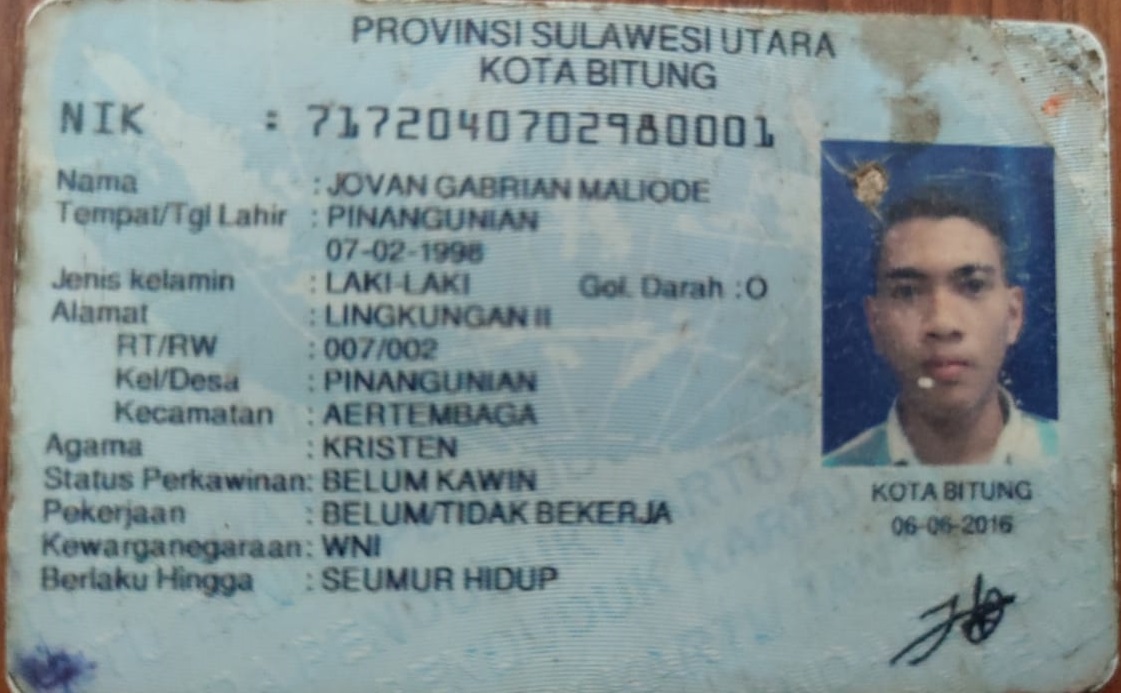 PROVINSI SULAWESI UTARA
KOTA BITUNG
NIK : 7172040702980001
Nama : JOVAN GABRIAN MALIODE
Tempat/Tgl Lahir : PINANGUNIAN
07-02-1998
Jenis kelamin : LAKI-LAKI Gol. Darah :O
Alamat : LINGKUNGAN II
RT/RW : 007/002
Kel/Desa : PINANGUNIAN
Kecamatan : AERTEMBAGA
Agama : KRISTEN
Status Perkawinan: BELUM KAWIN
Pekerjaan : BELUM/TIDAK BEKERJA
Kewarganegaraan: WNI
Berlaku Hingga : SEUMUR HIDUP
KOTA BITUNG
06-06-2016